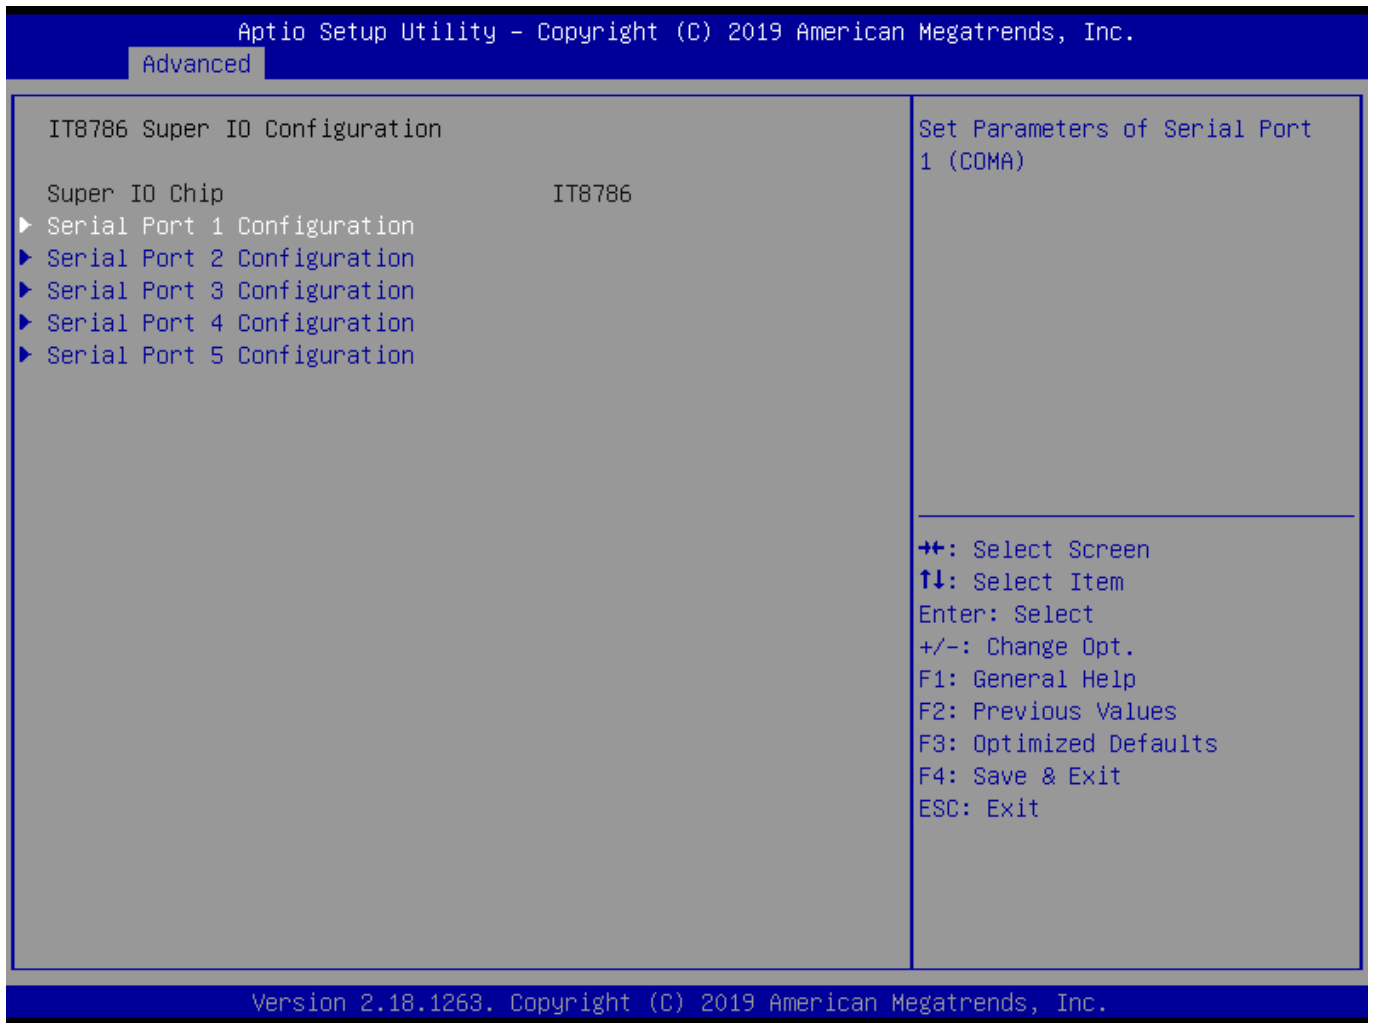 Aptio Setup Utility – Copyright (C) 2019 American Megatrends, Inc.
Advanced
IT8786 Super IO Configuration
Super IO Chip IT8786
▶ Serial Port 1 Configuration
▶ Serial Port 2 Configuration
▶ Serial Port 3 Configuration
▶ Serial Port 4 Configuration
▶ Serial Port 5 Configuration
Set Parameters of Serial Port
1 (COMA)
→←: Select Screen
↑↓: Select Item
Enter: Select
+/-: Change Opt.
F1: General Help
F2: Previous Values
F3: Optimized Defaults
F4: Save & Exit
ESC: Exit
Version 2.18.1263. Copyright (C) 2019 American Megatrends, Inc.